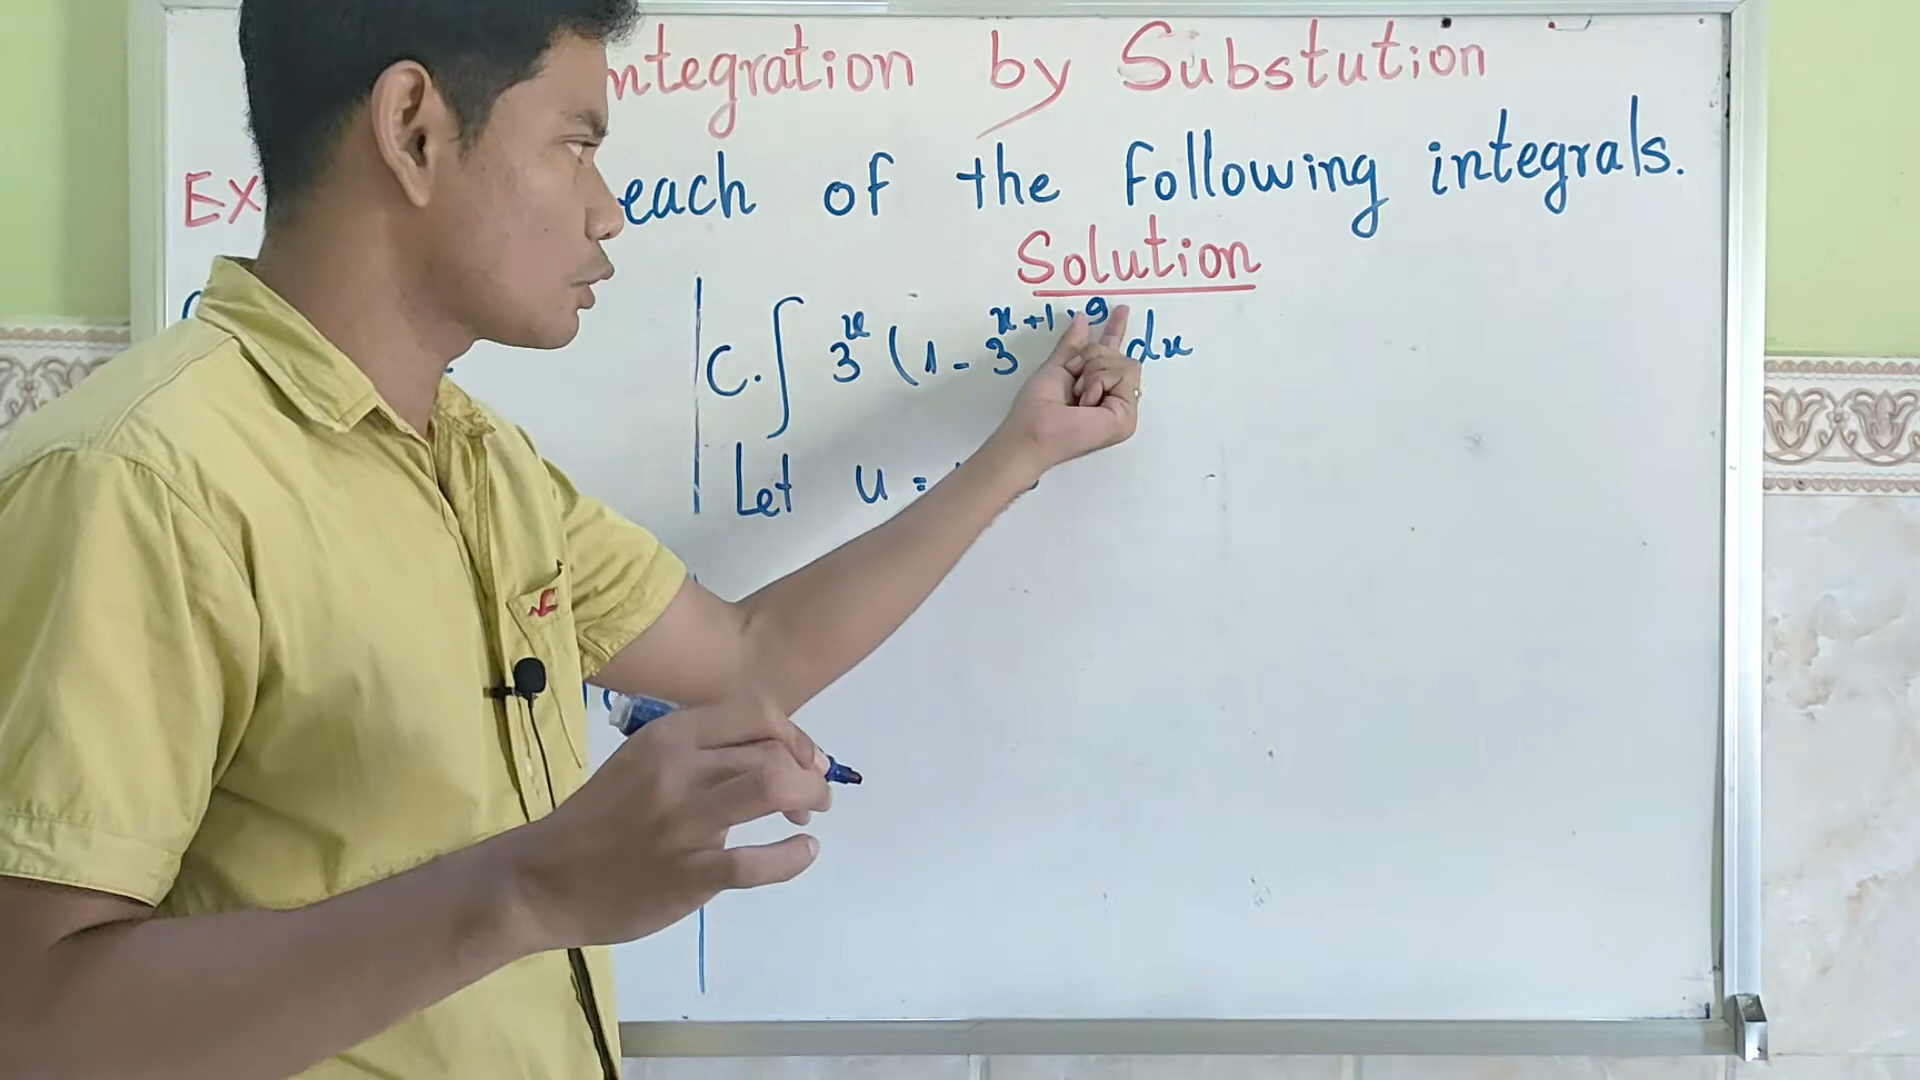 ntegration by Substution
Ex each of the following integrals.
Solution
C. ∫ 3^x (1 - 3^{x+1})^9 dx
Let u =